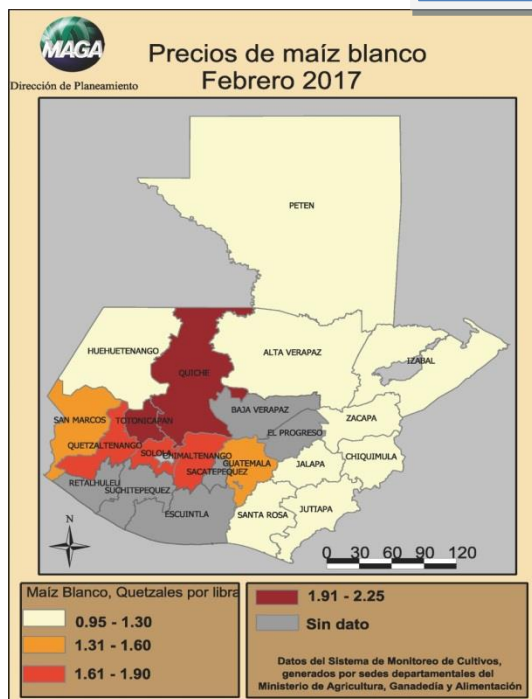 MAGA
Dirección de Planeamiento
Precios de maíz blanco
Febrero 2017
PETEN
HUEHUETENANGO
ALTA VERAPAZ
IZABAL
QUICHE
BAJA VERAPAZ
ZACAPA
SAN MARCOS
TOTONICAPAN
EL PROGRESO
QUETZALTENANGO
SOLOLA
CHIMALTENANGO
GUATEMALA
JALAPA
CHIQUIMULA
SACATEPEQUEZ
RETALHULEU
SUCHITEPEQUEZ
ESCUINTLA
SANTA ROSA
JUTIAPA
N
0 30 60 90 120
Maíz Blanco, Quetzales por libra
0.95 - 1.30
1.31 - 1.60
1.61 - 1.90
1.91 - 2.25
Sin dato
Datos del Sistema de Monitoreo de Cultivos,
generados por sedes departamentales del
Ministerio de Agricultura, Ganadedia y Alimentación